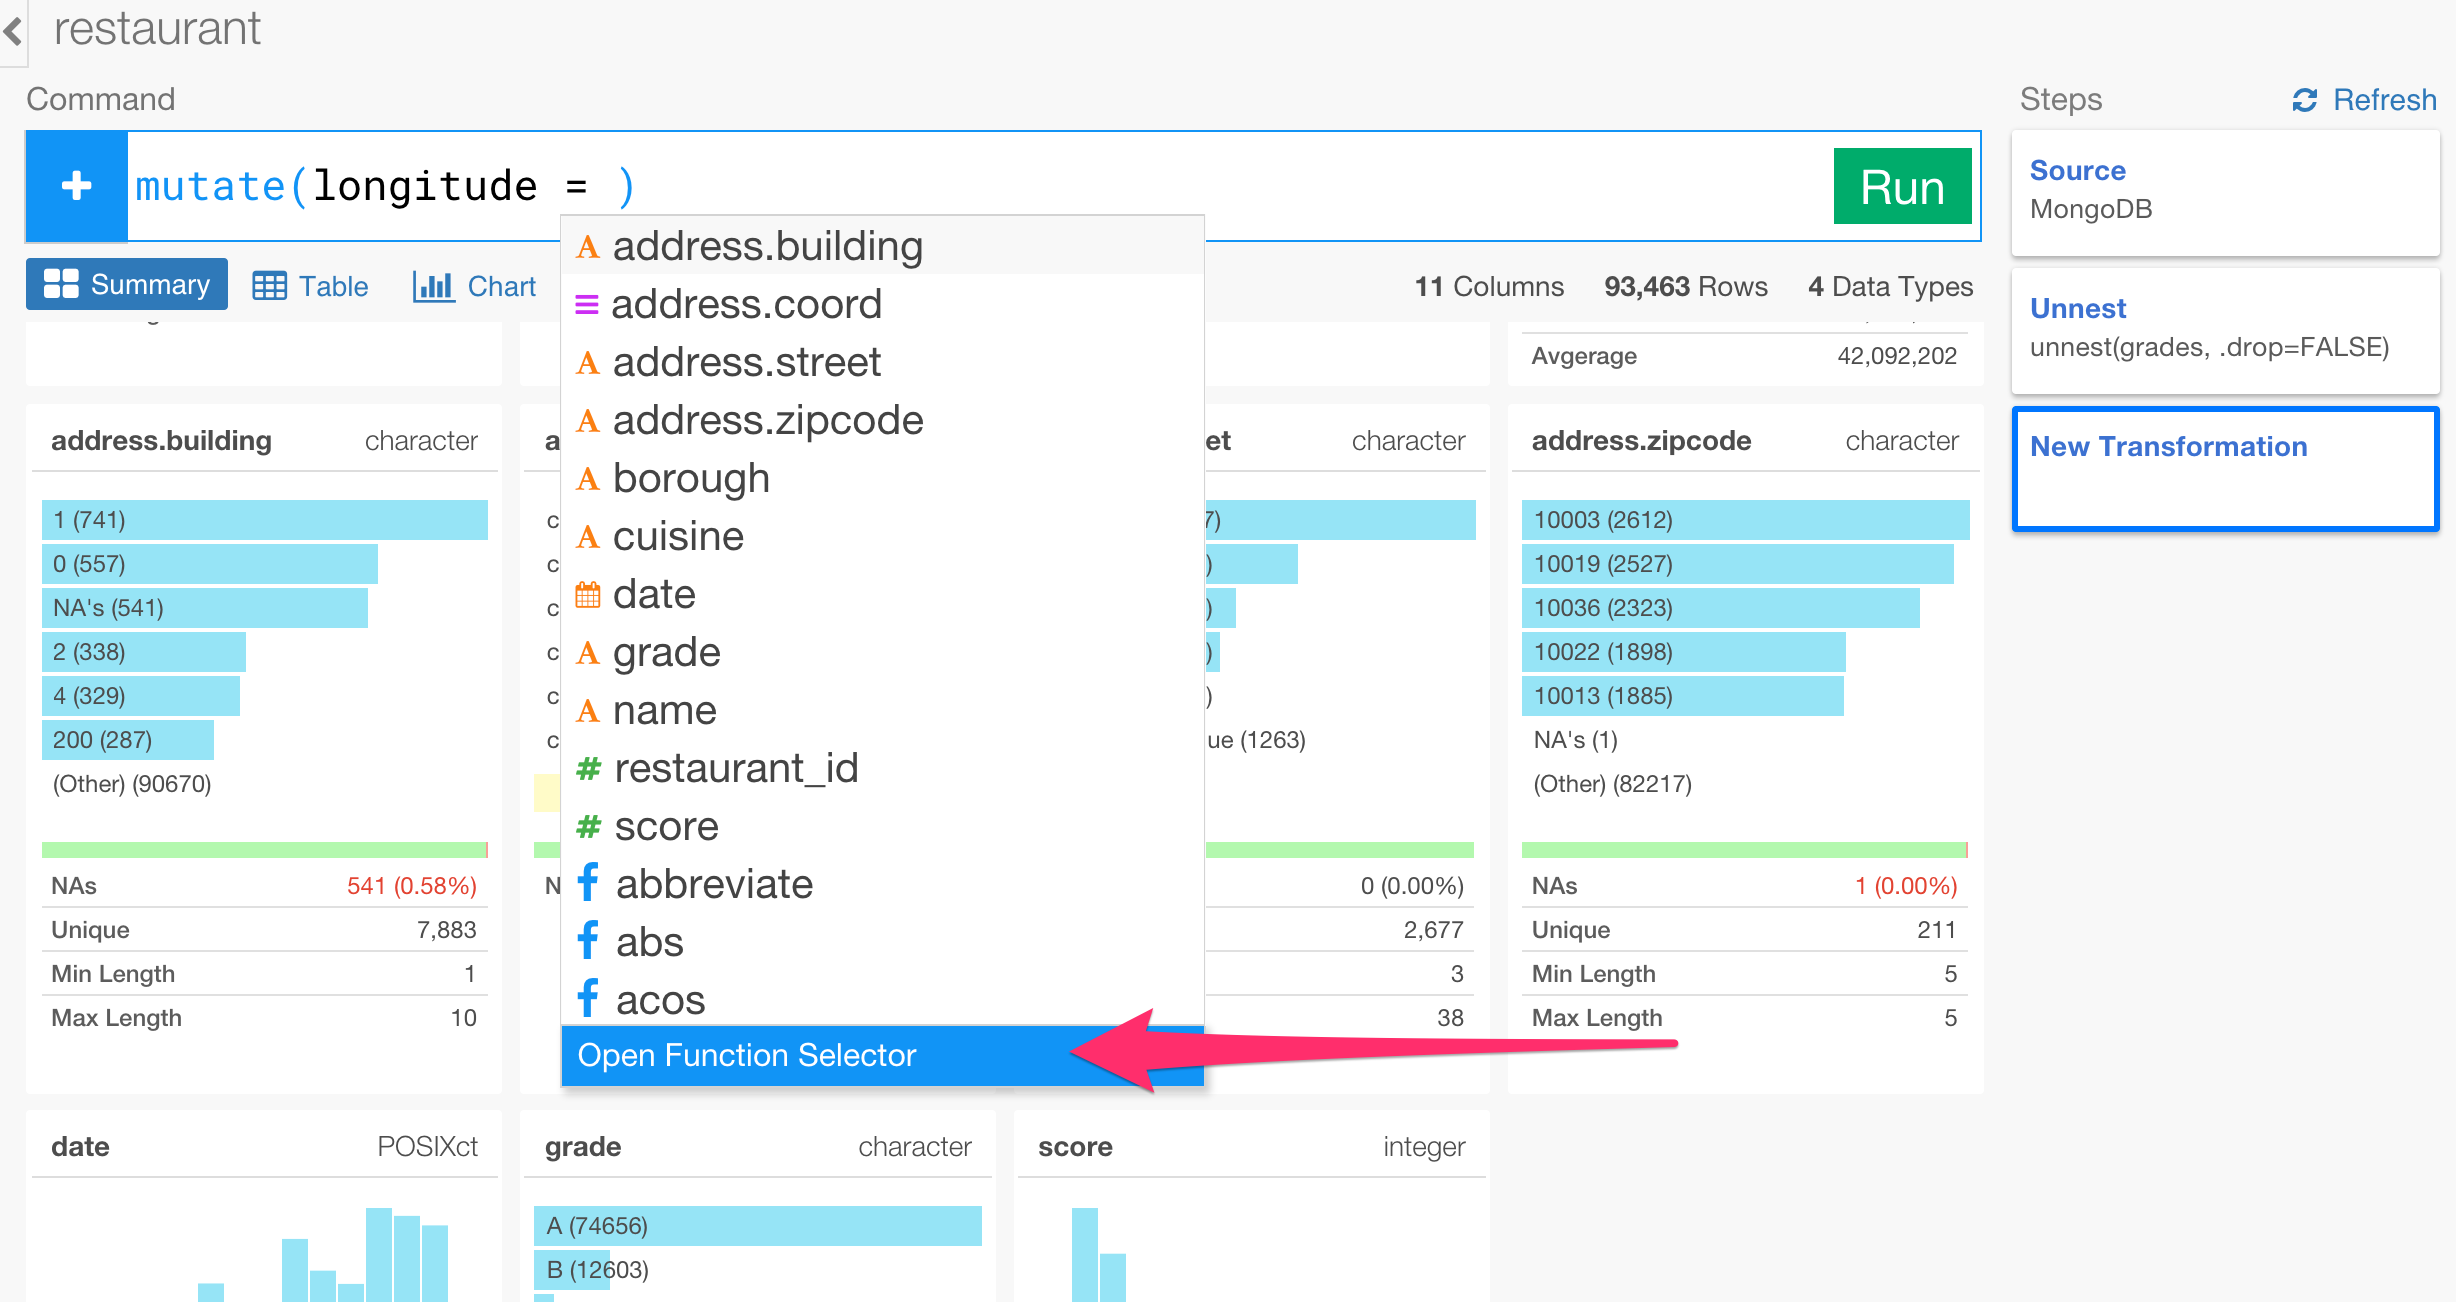 restaurant
Command
Steps
Refresh
mutate(longitude = )
Run
Source
MongoDB
Summary
Table
Chart
11 Columns 93,463 Rows 4 Data Types
Unnest
unnest(grades, .drop=FALSE)
New Transformation
address.building
address.coord
address.street
address.zipcode
borough
cuisine
date
grade
name
restaurant_id
score
abbreviate
abs
acos
Open Function Selector
Avgerage 42,092,202
address.building character
1 (741)
0 (557)
NA's (541)
2 (338)
4 (329)
200 (287)
(Other) (90670)
NAs 541 (0.58%)
Unique 7,883
Min Length 1
Max Length 10
a
c
c
c
c
c
c
N
et character
7)
)
)
)
)
ue (1263)
0 (0.00%)
2,677
3
38
address.zipcode character
10003 (2612)
10019 (2527)
10036 (2323)
10022 (1898)
10013 (1885)
NA's (1)
(Other) (82217)
NAs 1 (0.00%)
Unique 211
Min Length 5
Max Length 5
date POSIXct
grade character
A (74656)
B (12603)
score integer